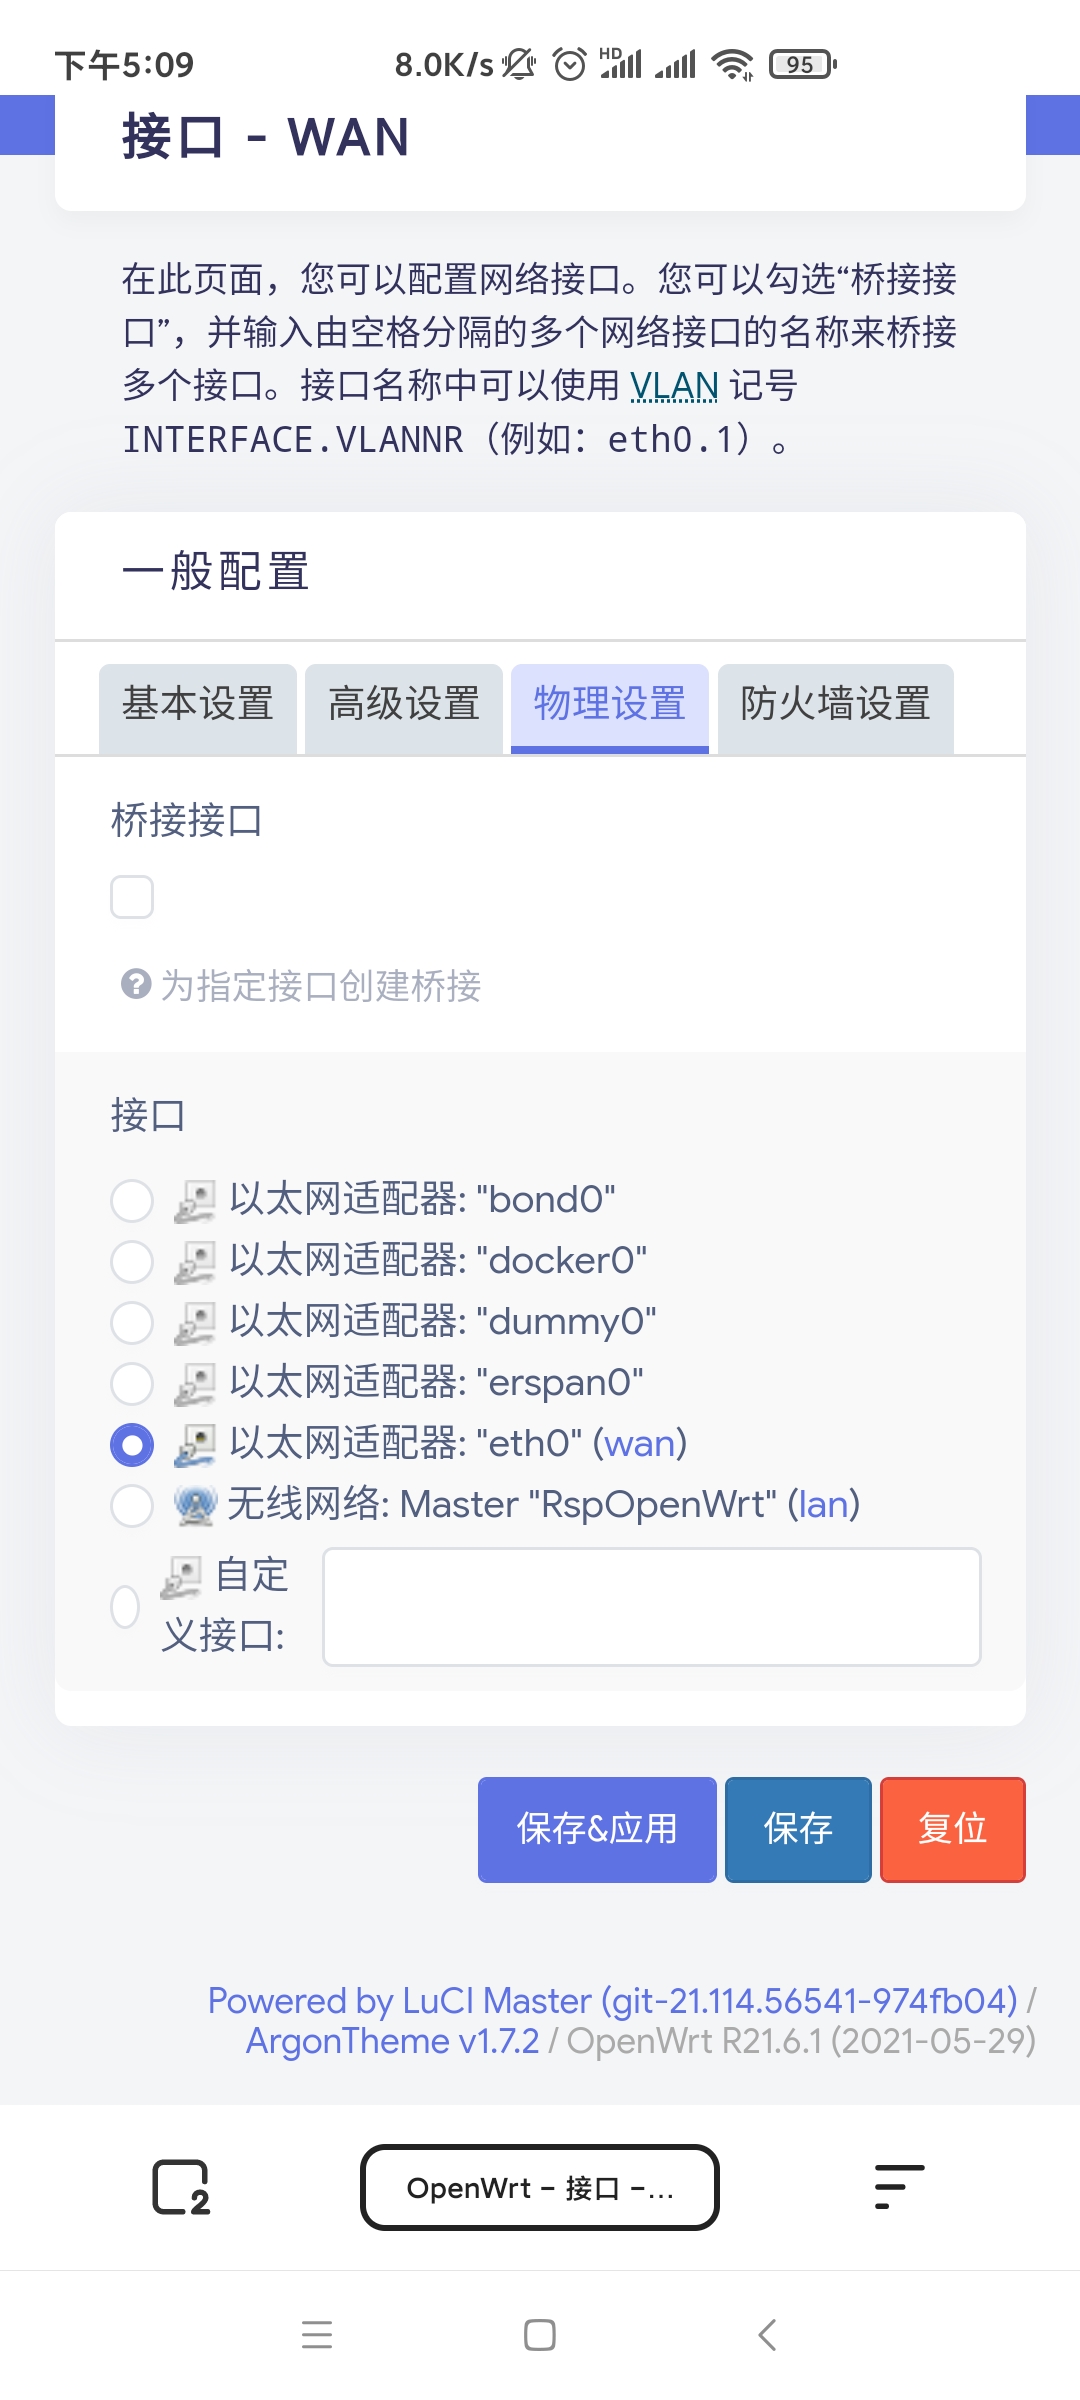 下午5:09
8.0K/s HD 95
接口 - WAN
在此页面，您可以配置网络接口。您可以勾选“桥接接
口”，并输入由空格分隔的多个网络接口的名称来桥接
多个接口。接口名称中可以使用 VLAN 记号
INTERFACE.VLANNR（例如：eth0.1）。
一般配置
基本设置 高级设置 物理设置 防火墙设置
桥接接口
为指定接口创建桥接
接口
以太网适配器: "bond0"
以太网适配器: "docker0"
以太网适配器: "dummy0"
以太网适配器: "erspan0"
以太网适配器: "eth0" (wan)
无线网络: Master "RspOpenWrt" (lan)
自定
义接口:
保存&应用 保存 复位
Powered by LuCI Master (git-21.114.56541-974fb04) /
ArgonTheme v1.7.2 / OpenWrt R21.6.1 (2021-05-29)
2 OpenWrt - 接口 -...